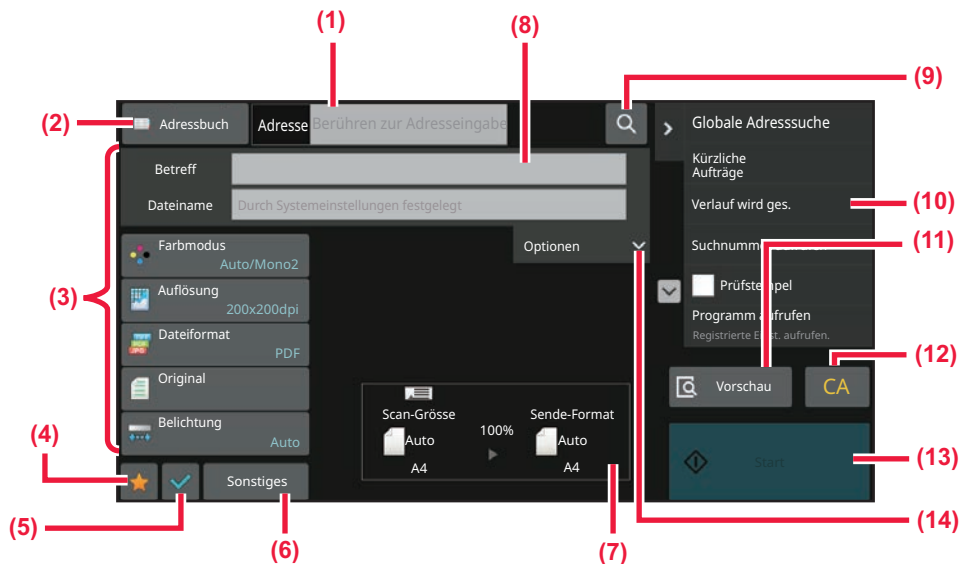 (1)
(8)
(9)
(2)
Adressbuch
Adresse
Berühren zur Adresseingabe
Globale Adresssuche
Betreff
Kürzliche
Aufträge
Dateiname
Durch Systemeinstellungen festgelegt
Verlauf wird ges.
(10)
(11)
Optionen
(3)
Farbmodus
Auto/Mono2
Auflösung
200x200dpi
Prüfstempel
Programm aufrufen
Registrierte
aufrufen.
Dateiformat
PDF
Original
(12)
Vorschau
CA
Belichtung
Auto
Scan-Grösse
Auto
A4
100%
Sende-Format
Auto
A4
(4)
Sonstiges
Start
(13)
(5)
(6)
(7)
(14)